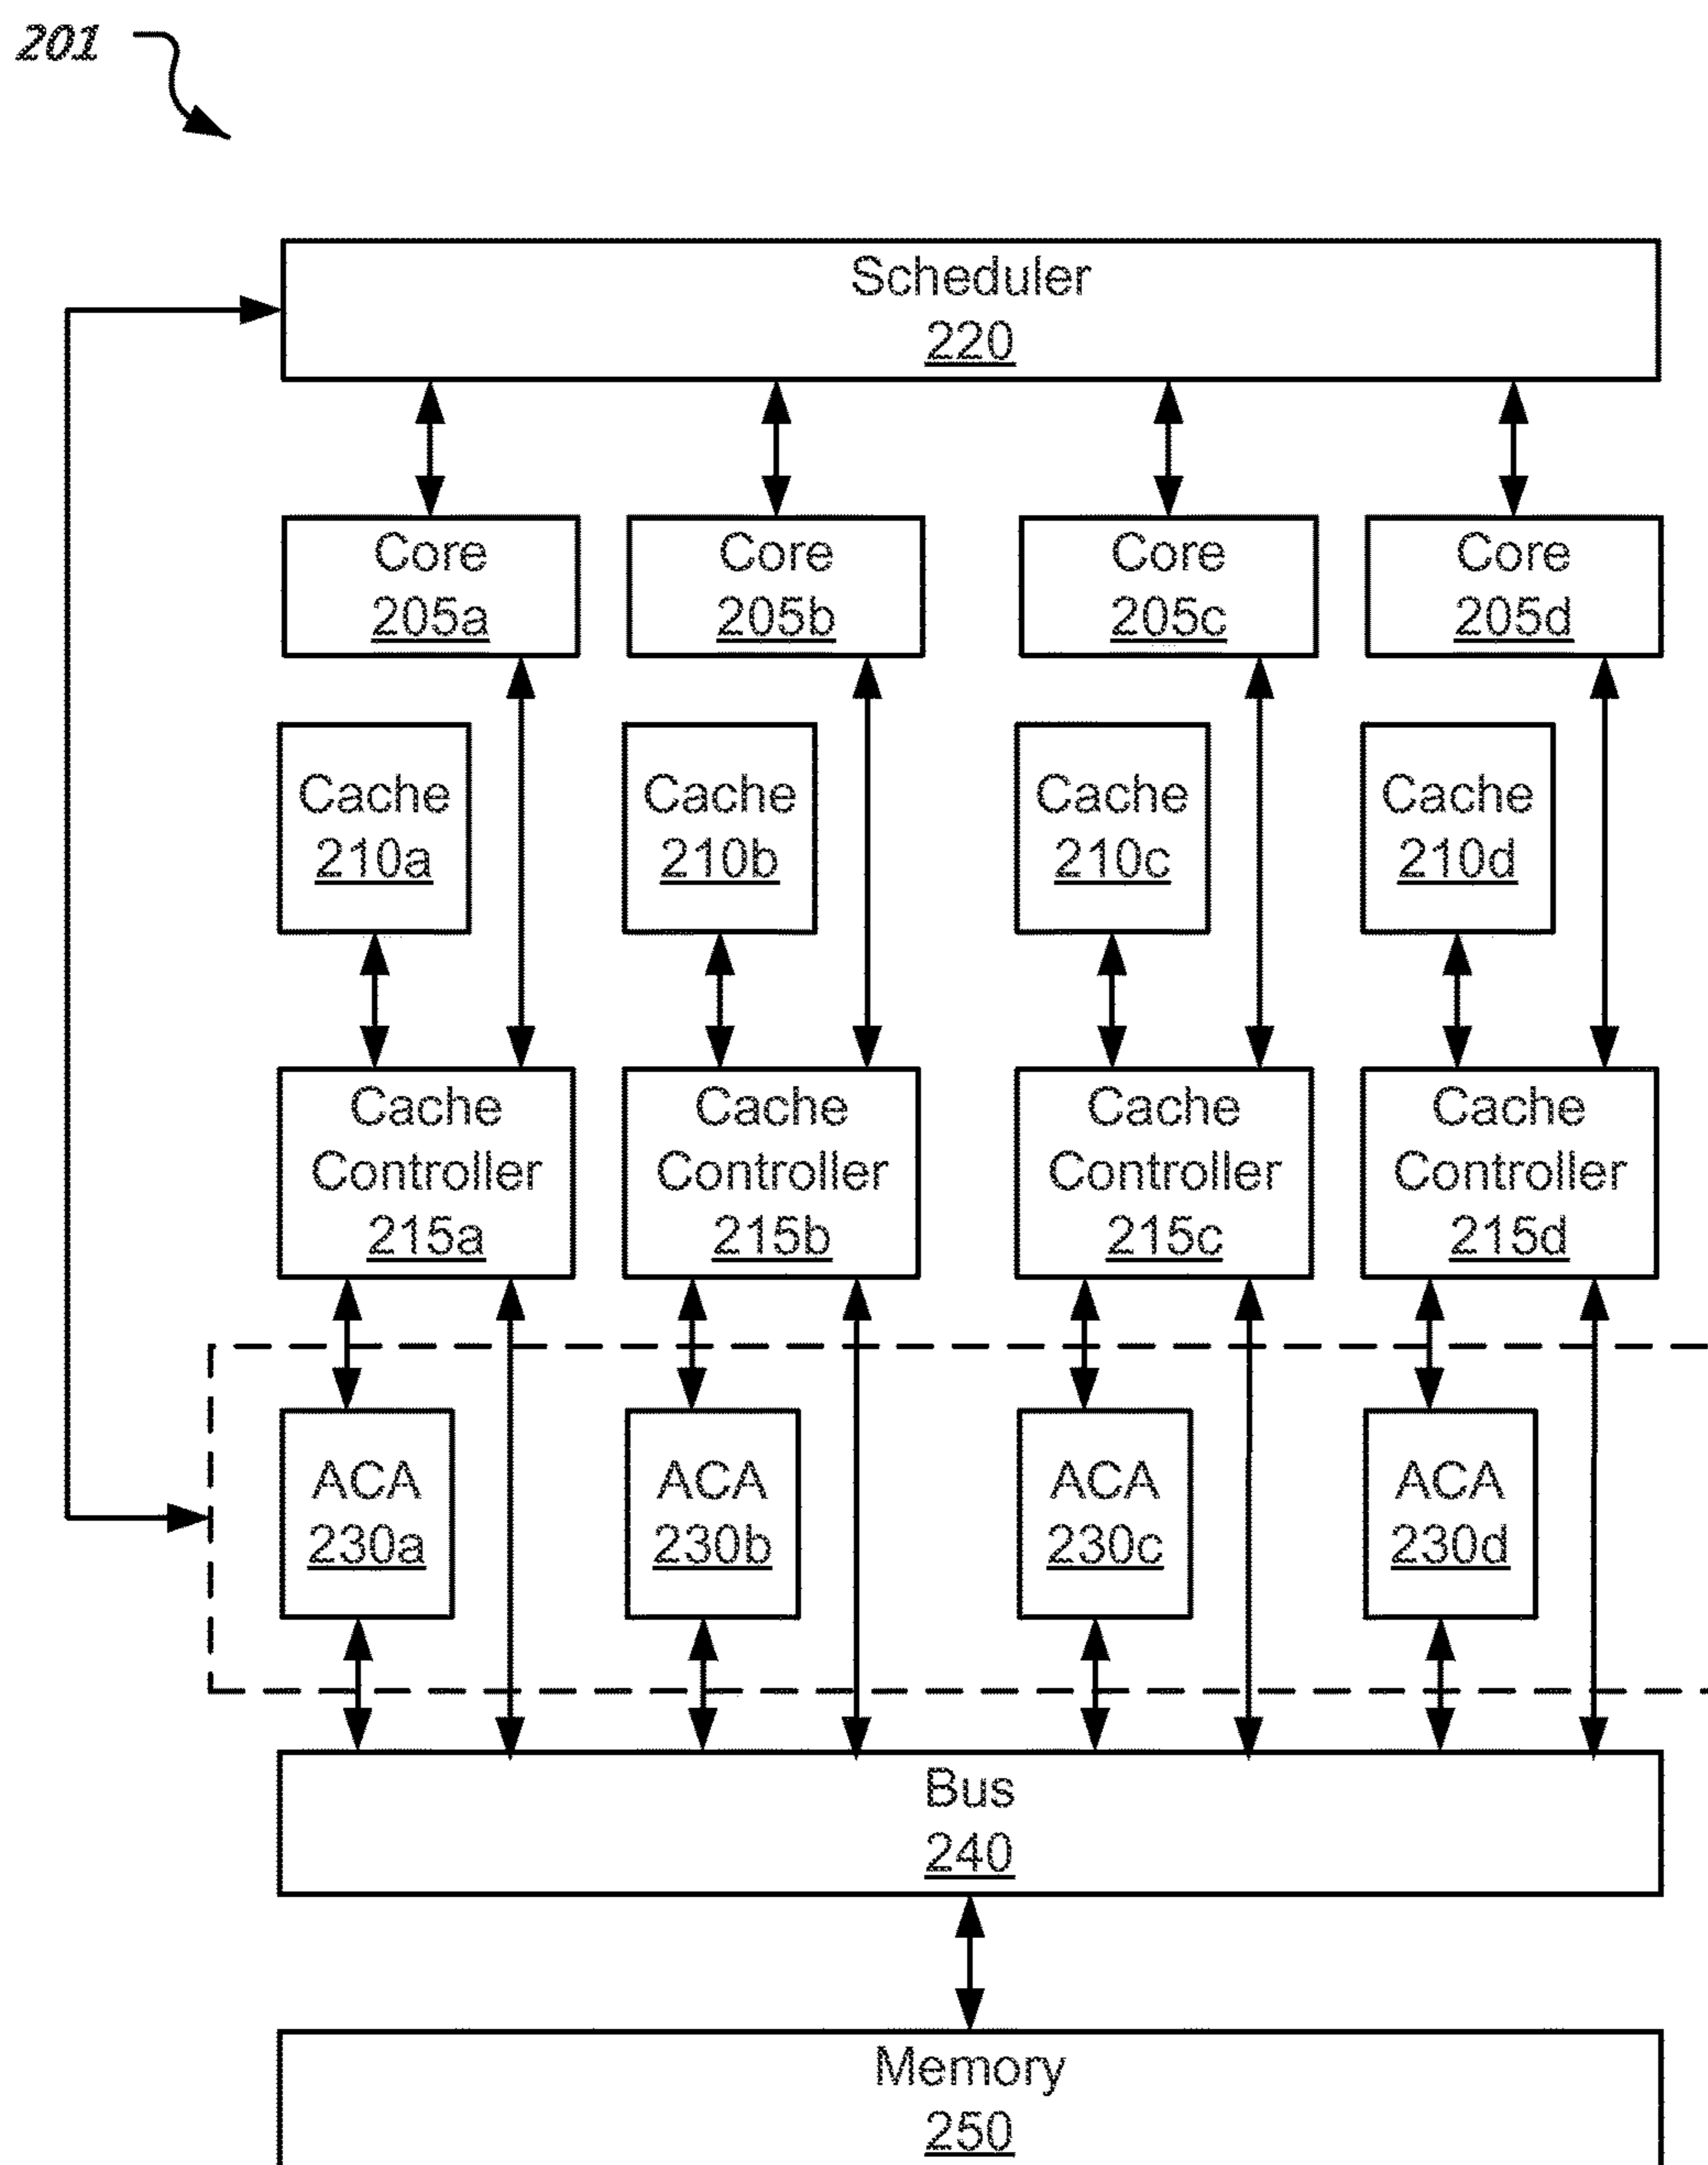 201
Scheduler
220
Core
205a
Core
205b
Core
205c
Core
205d
Cache
210a
Cache
210b
Cache
210c
Cache
210d
Cache
Controller
215a
Cache
Controller
215b
Cache
Controller
215c
Cache
Controller
215d
ACA
230a
ACA
230b
ACA
230c
ACA
230d
Bus
240
Memory
250